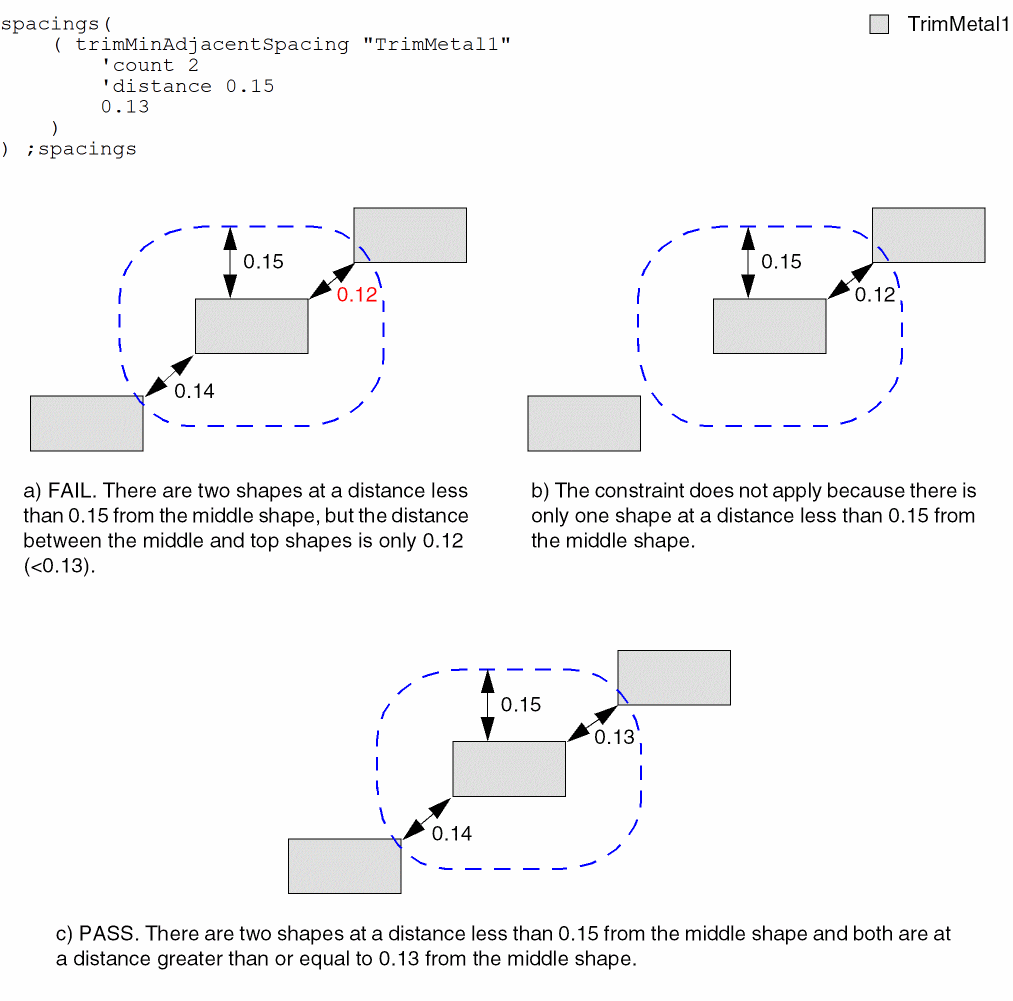 spacings(
( trimMinAdjacentSpacing "TrimMetal1"
'count 2
'distance 0.15
0.13
)
) ;spacings
TrimMetal1
0.15
0.12
0.14
0.15
0.12
a) FAIL. There are two shapes at a distance less
than 0.15 from the middle shape, but the distance
between the middle and top shapes is only 0.12
(<0.13).
b) The constraint does not apply because there is
only one shape at a distance less than 0.15 from
the middle shape.
0.15
0.13
0.14
c) PASS. There are two shapes at a distance less than 0.15 from the middle shape and both are at
a distance greater than or equal to 0.13 from the middle shape.